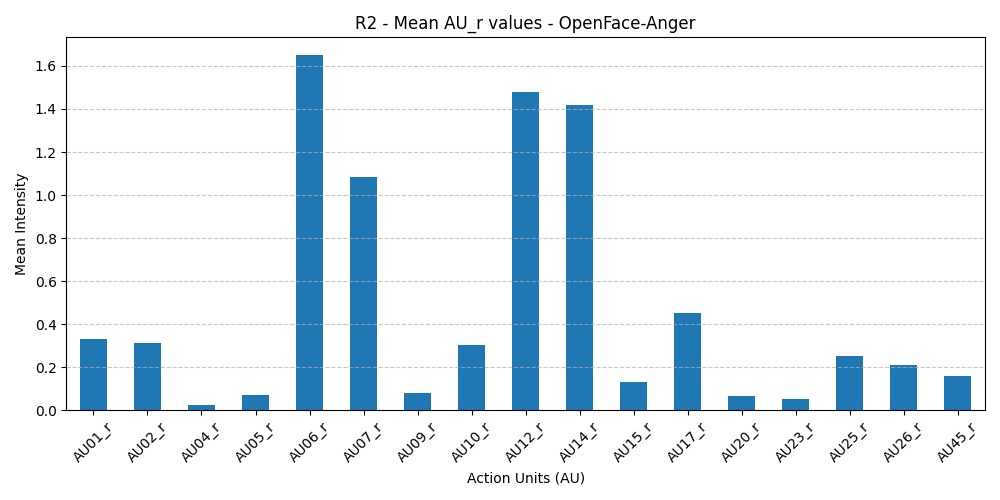 R2 - Mean AU_r values - OpenFace-Anger
Mean Intensity
1.6
1.4
1.2
1.0
0.8
0.6
0.4
0.2
0.0
AU01_r
AU02_r
AU04_r
AU05_r
AU06_r
AU07_r
AU09_r
AU10_r
AU12_r
AU14_r
AU15_r
AU17_r
AU20_r
AU23_r
AU25_r
AU26_r
AU45_r
Action Units (AU)